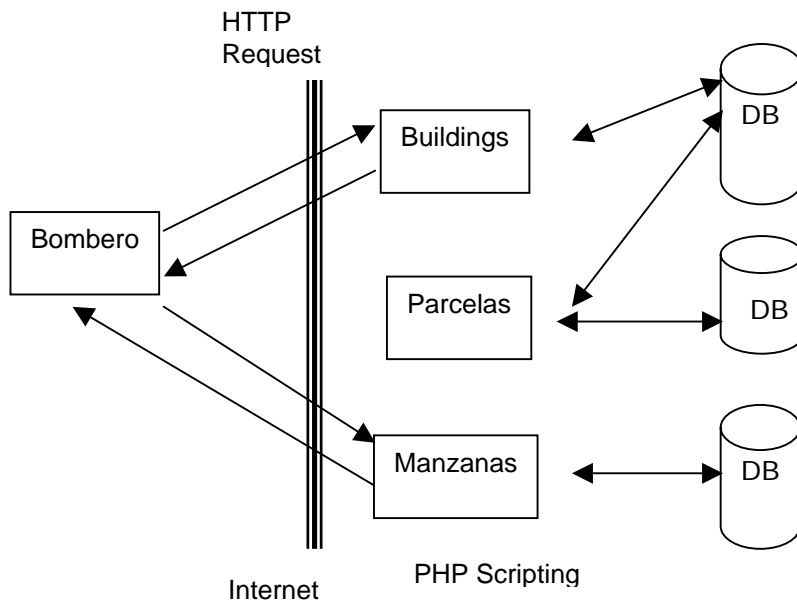 HTTP
Request
Buildings
DB
Bombero
Parcelas
DB
Manzanas
DB
Internet
PHP Scripting